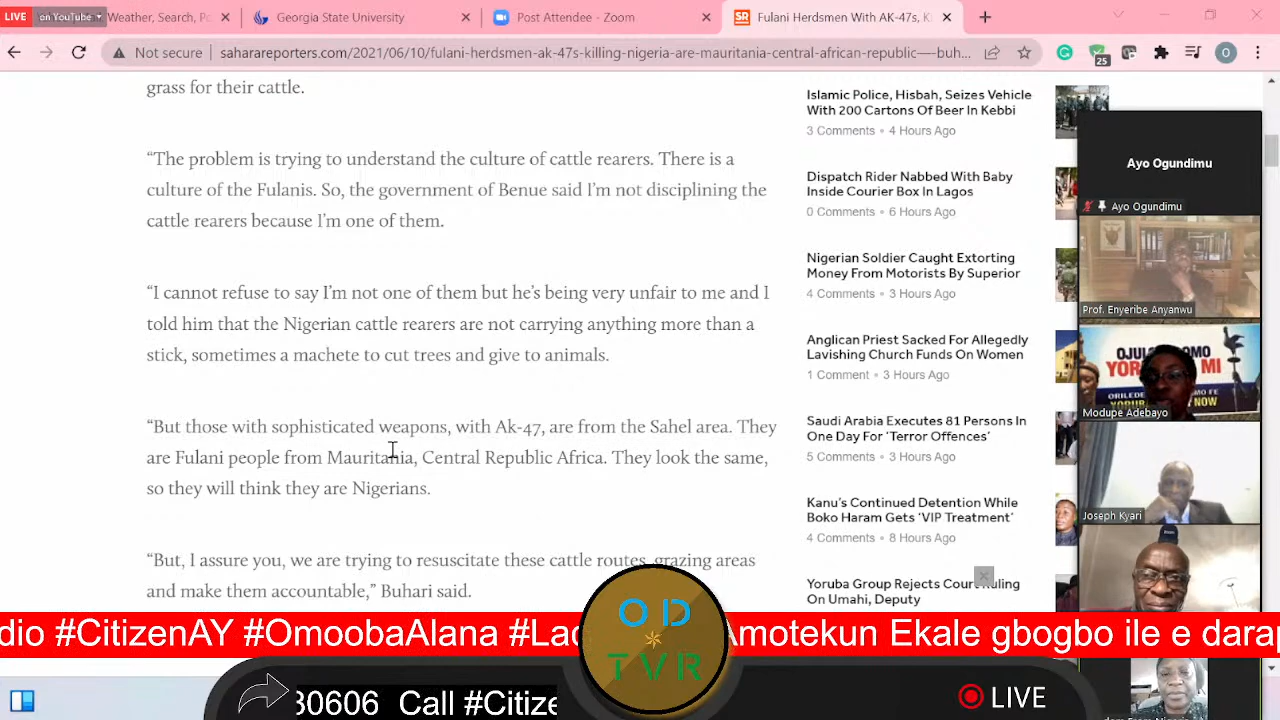 LIVE on YouTube
Weather, Search, Po
Georgia State University
Post Attendee - Zoom
Fulani Herdsmen With AK-47s, K
Not secure
saharareporters.com/2021/06/10/fulani-herdsmen-ak-47s-killing-nigeria-are-mauritania-central-african-republic-—-buh...
25
O
grass for their cattle.
“The problem is trying to understand the culture of cattle rearers. There is a
culture of the Fulanis. So, the government of Benue said I’m not disciplining the
cattle rearers because I’m one of them.
“I cannot refuse to say I’m not one of them but he’s being very unfair to me and I
told him that the Nigerian cattle rearers are not carrying anything more than a
stick, sometimes a machete to cut trees and give to animals.
“But those with sophisticated weapons, with Ak-47, are from the Sahel area. They
are Fulani people from Mauritania, Central Republic Africa. They look the same,
so they will think they are Nigerians.
“But, I assure you, we are trying to resuscitate these cattle routes, grazing areas
and make them accountable,” Buhari said.
Islamic Police, Hisbah, Seizes Vehicle
With 200 Cartons Of Beer In Kebbi
3 Comments • 4 Hours Ago
Dispatch Rider Nabbed With Baby
Inside Courier Box In Lagos
0 Comments • 6 Hours Ago
Nigerian Soldier Caught Extorting
Money From Motorists By Superior
4 Comments • 3 Hours Ago
Anglican Priest Sacked For Allegedly
Lavishing Church Funds On Women
1 Comment • 3 Hours Ago
Saudi Arabia Executes 81 Persons In
One Day For ‘Terror Offences’
5 Comments • 3 Hours Ago
Kanu’s Continued Detention While
Boko Haram Gets ‘VIP Treatment’
4 Comments • 8 Hours Ago
Yoruba Group Rejects Court Ruling
On Umahi, Deputy
Ayo Ogundimu
Ayo Ogundimu
Prof. Enyeribe Anyanwu
Modupe Adebayo
Joseph Kyari
dio #CitizenAY #OmoobaAlana Amotekun Ekale gbogbo ile e
OD
TVR
30606 Call #Citize
LIVE